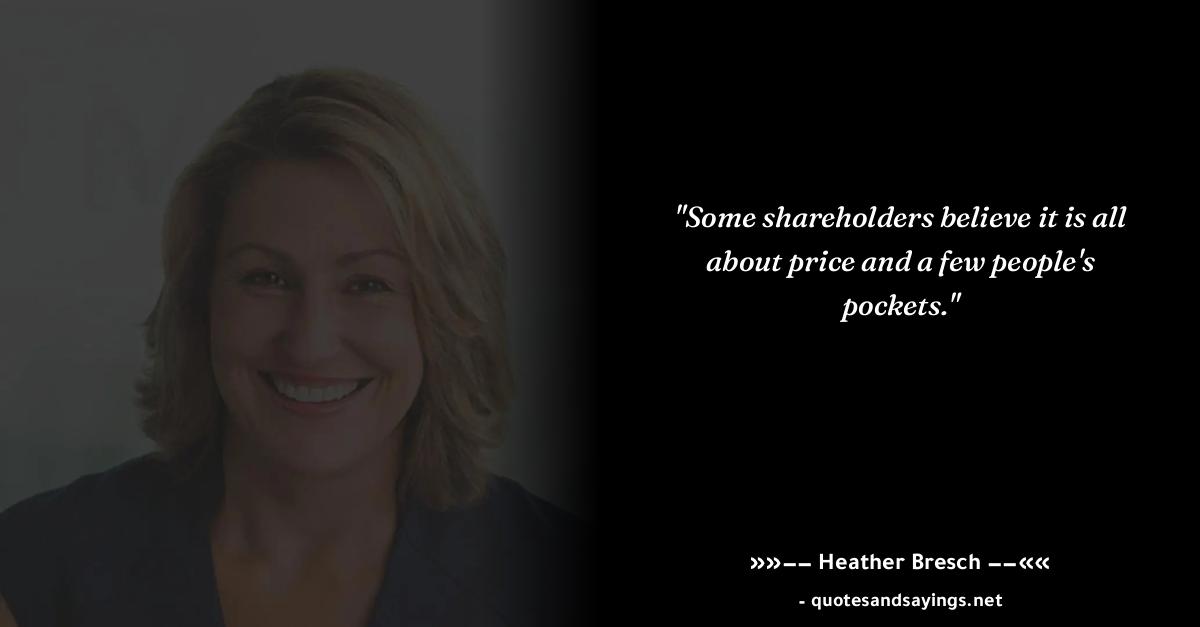 "Some shareholders believe it is all
about price and a few people's
pockets."
»»–– Heather Bresch ––««
- quotesandsayings.net